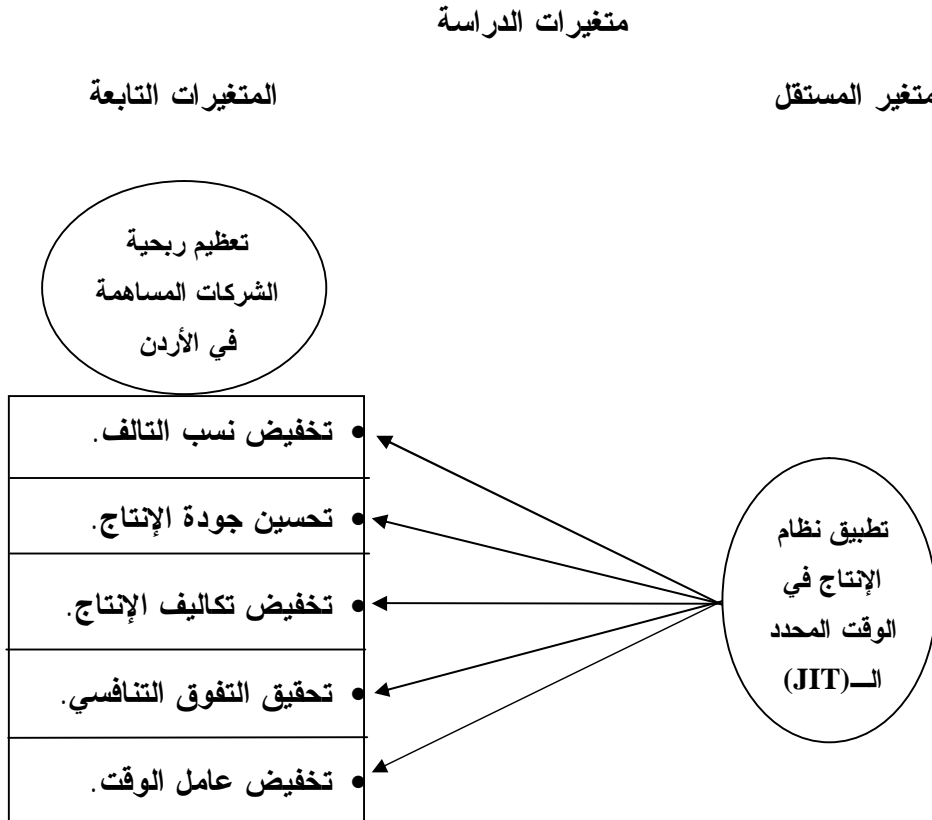 متغيرات الدراسة
متغير المستقل
المتغيرات التابعة
تعظيم ربحية
الشركات المساهمة
في الأردن
• تخفيض نسب التالف.
• تحسين جودة الإنتاج.
• تخفيض تكاليف الإنتاج.
• تحقيق التفوق التنافسي.
• تخفيض عامل الوقت.
تطبيق نظام
الإنتاج في
الوقت المحدد
الـــ(JIT)